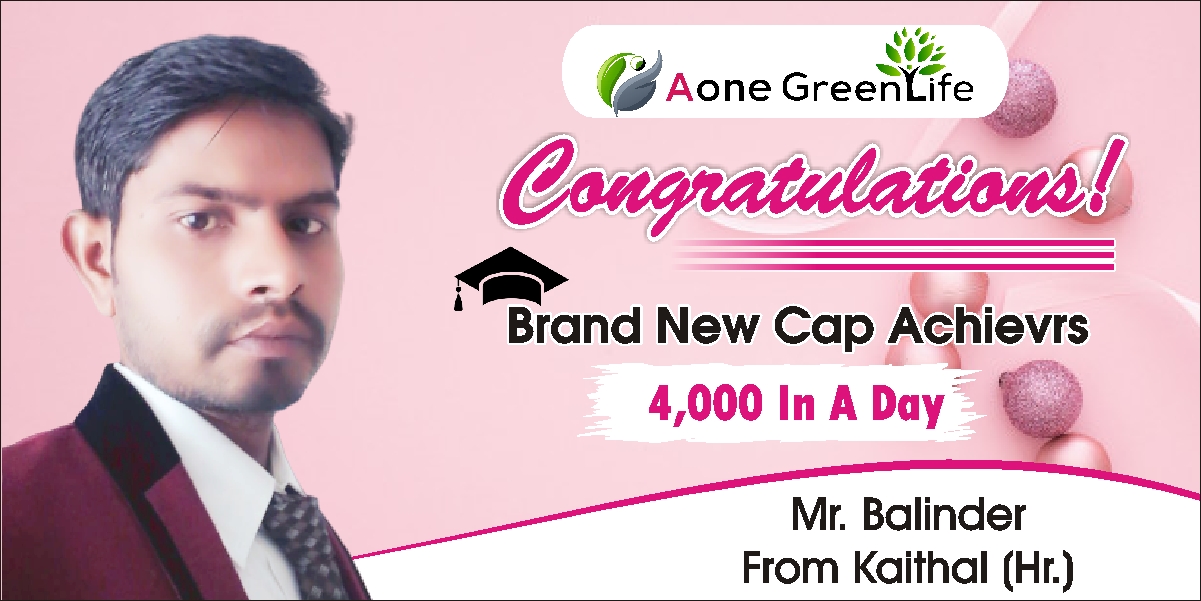 Aone GreenLife
Congratulations!
Brand New Cap Achievrs
4,000 In A Day
Mr. Balinder
From Kaithal (Hr.)